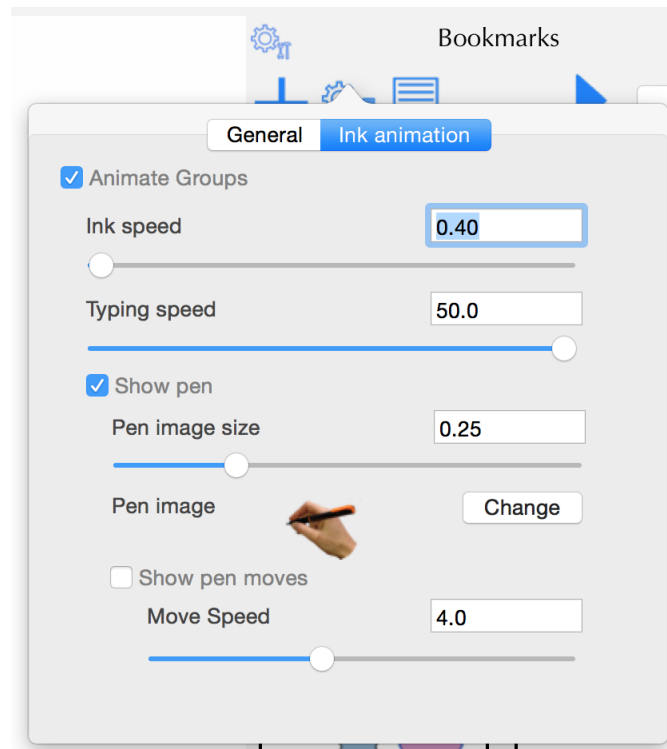 Bookmarks
General Ink animation
Animate Groups
Ink speed 0.40
Typing speed 50.0
Show pen
Pen image size 0.25
Pen image Change
Show pen moves
Move Speed 4.0